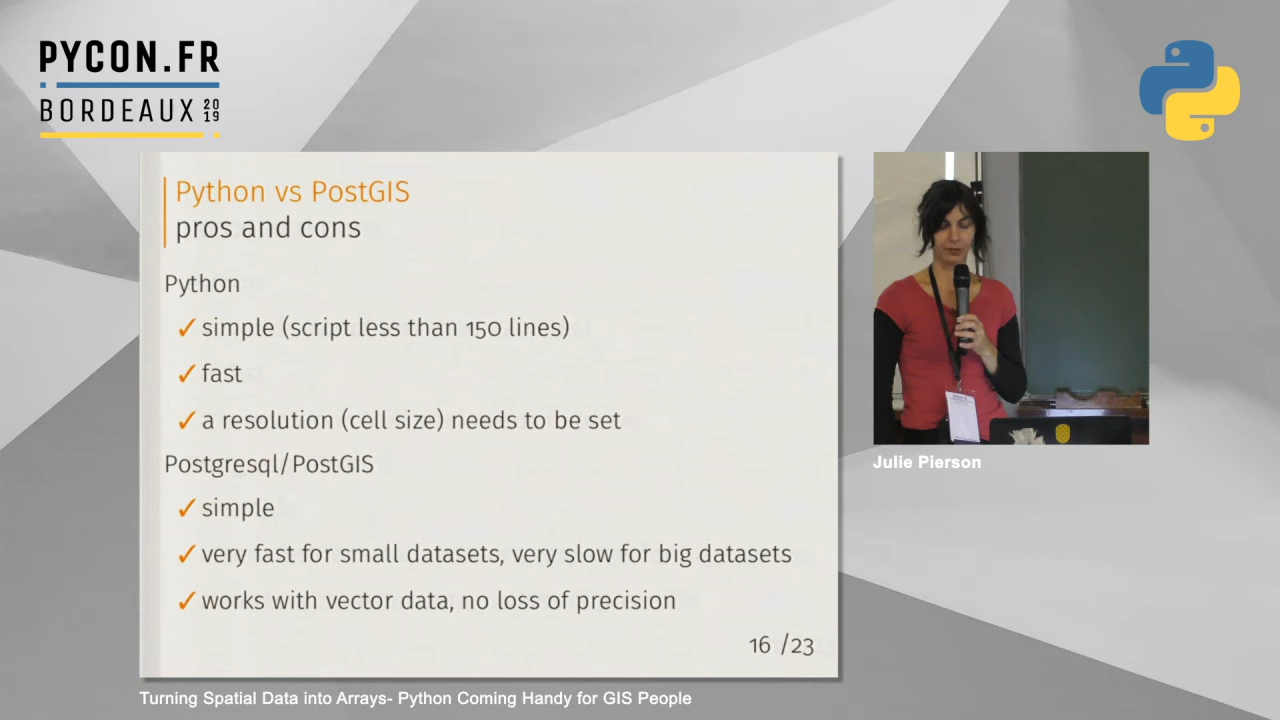 PYCON.FR
BORDEAUX 2019
Python vs PostGIS
pros and cons
Python
✓ simple (script less than 150 lines)
✓ fast
✓ a resolution (cell size) needs to be set
Postgresql/PostGIS
✓ simple
✓ very fast for small datasets, very slow for big datasets
✓ works with vector data, no loss of precision
16 /23
Julie Pierson
Turning Spatial Data into Arrays- Python Coming Handy for GIS People